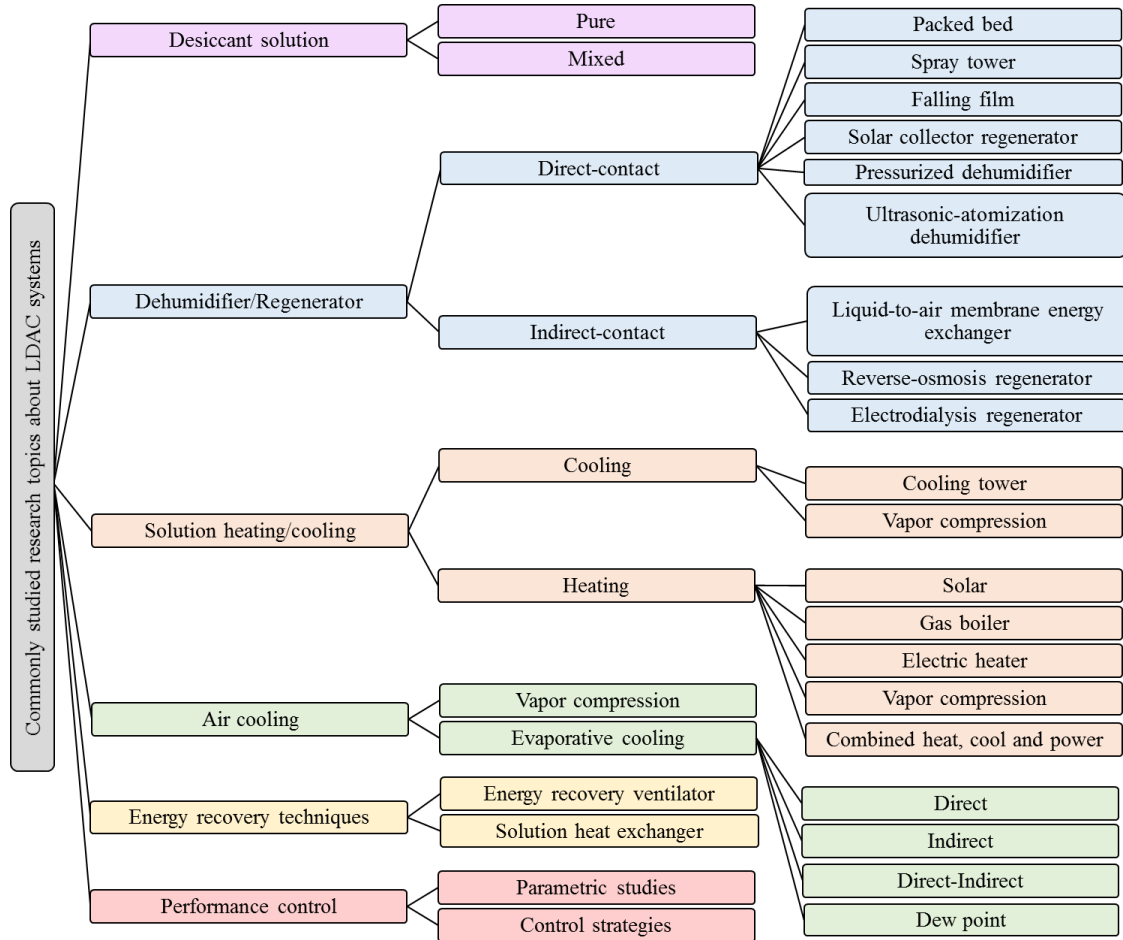 Commonly studied research topics about LDAC systems
Desiccant solution
Pure
Mixed
Dehumidifier/Regenerator
Direct-contact
Packed bed
Spray tower
Falling film
Solar collector regenerator
Pressurized dehumidifier
Ultrasonic-atomization
dehumidifier
Indirect-contact
Liquid-to-air membrane energy
exchanger
Reverse-osmosis regenerator
Electrodialysis regenerator
Solution heating/cooling
Cooling
Cooling tower
Vapor compression
Heating
Solar
Gas boiler
Electric heater
Vapor compression
Combined heat, cool and power
Air cooling
Vapor compression
Evaporative cooling
Direct
Indirect
Direct-Indirect
Dew point
Energy recovery techniques
Energy recovery ventilator
Solution heat exchanger
Performance control
Parametric studies
Control strategies